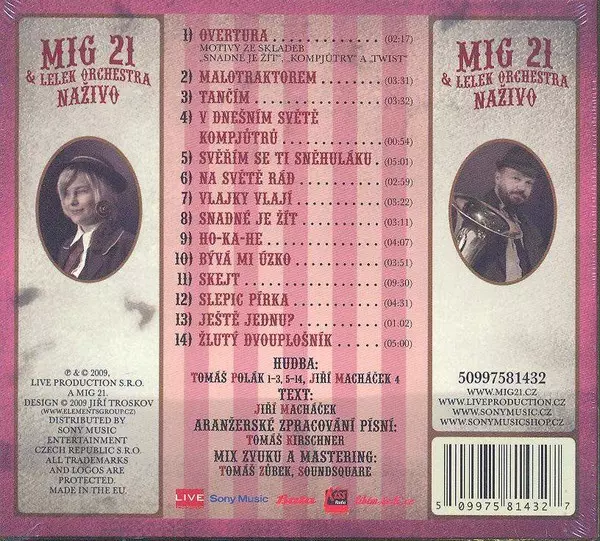 MIG 21
& LELEK ORCHESTRA
NAŽIVO
1) OVERTURA (02:17)
MOTIVY ZE SKLADEB
„SNADNÉ JE ŽÍT", „KOMPJŮTRY" A „TWIST"
2) MALOTRAKTOREM (03:31)
3) TANČÍM (03:32)
4) V DNEŠNÍM SVĚTĚ
KOMPJŮTRŮ (00:54)
5) SVĚŘÍM SE TI SNĚHULÁKU (05:01)
6) NA SVĚTĚ RÁD (02:59)
7) VLAJKY VLAJÍ (03:22)
8) SNADNÉ JE ŽÍT (03:11)
9) HO-KA-HE (04:07)
10) BÝVÁ MI ÚZKO (03:51)
11) SKEJT (09:30)
12) SLEPIC PÍRKA (04:31)
13) JEŠTĚ JEDNU? (01:02)
14) ŽLUTÝ DVOUPLOŠNÍK (05:00)
HUDBA:
TOMÁŠ POLÁK 1-3, 5-14, JIŘÍ MACHÁČEK 4
TEXT:
JIŘÍ MACHÁČEK
ARANŽERSKÉ ZPRACOVÁNÍ PÍSNÍ:
TOMÁŠ KIRSCHNER
MIX ZVUKU A MASTERING:
TOMÁŠ ZŮBEK, SOUNDSQUARE
LIVE
Sony Music
MIG 21
& LELEK ORCHESTRA
NAŽIVO
℗ & © 2009,
LIVE PRODUCTION S.R.O.
A MIG 21.
DESIGN © 2009 JIŘÍ TROSKOV
(WWW.ELEMENTSGROUP.CZ)
DISTRIBUTED BY
SONY MUSIC
ENTERTAINMENT
CZECH REPUBLIC S.R.O.
ALL TRADEMARKS
AND LOGOS ARE
PROTECTED.
MADE IN THE EU.
50997581432
WWW.MIG21.CZ
WWW.LIVEPRODUCTION.CZ
WWW.SONYMUSIC.CZ
WWW.SONYMUSICSHOP.CZ
5 09975 81432 7